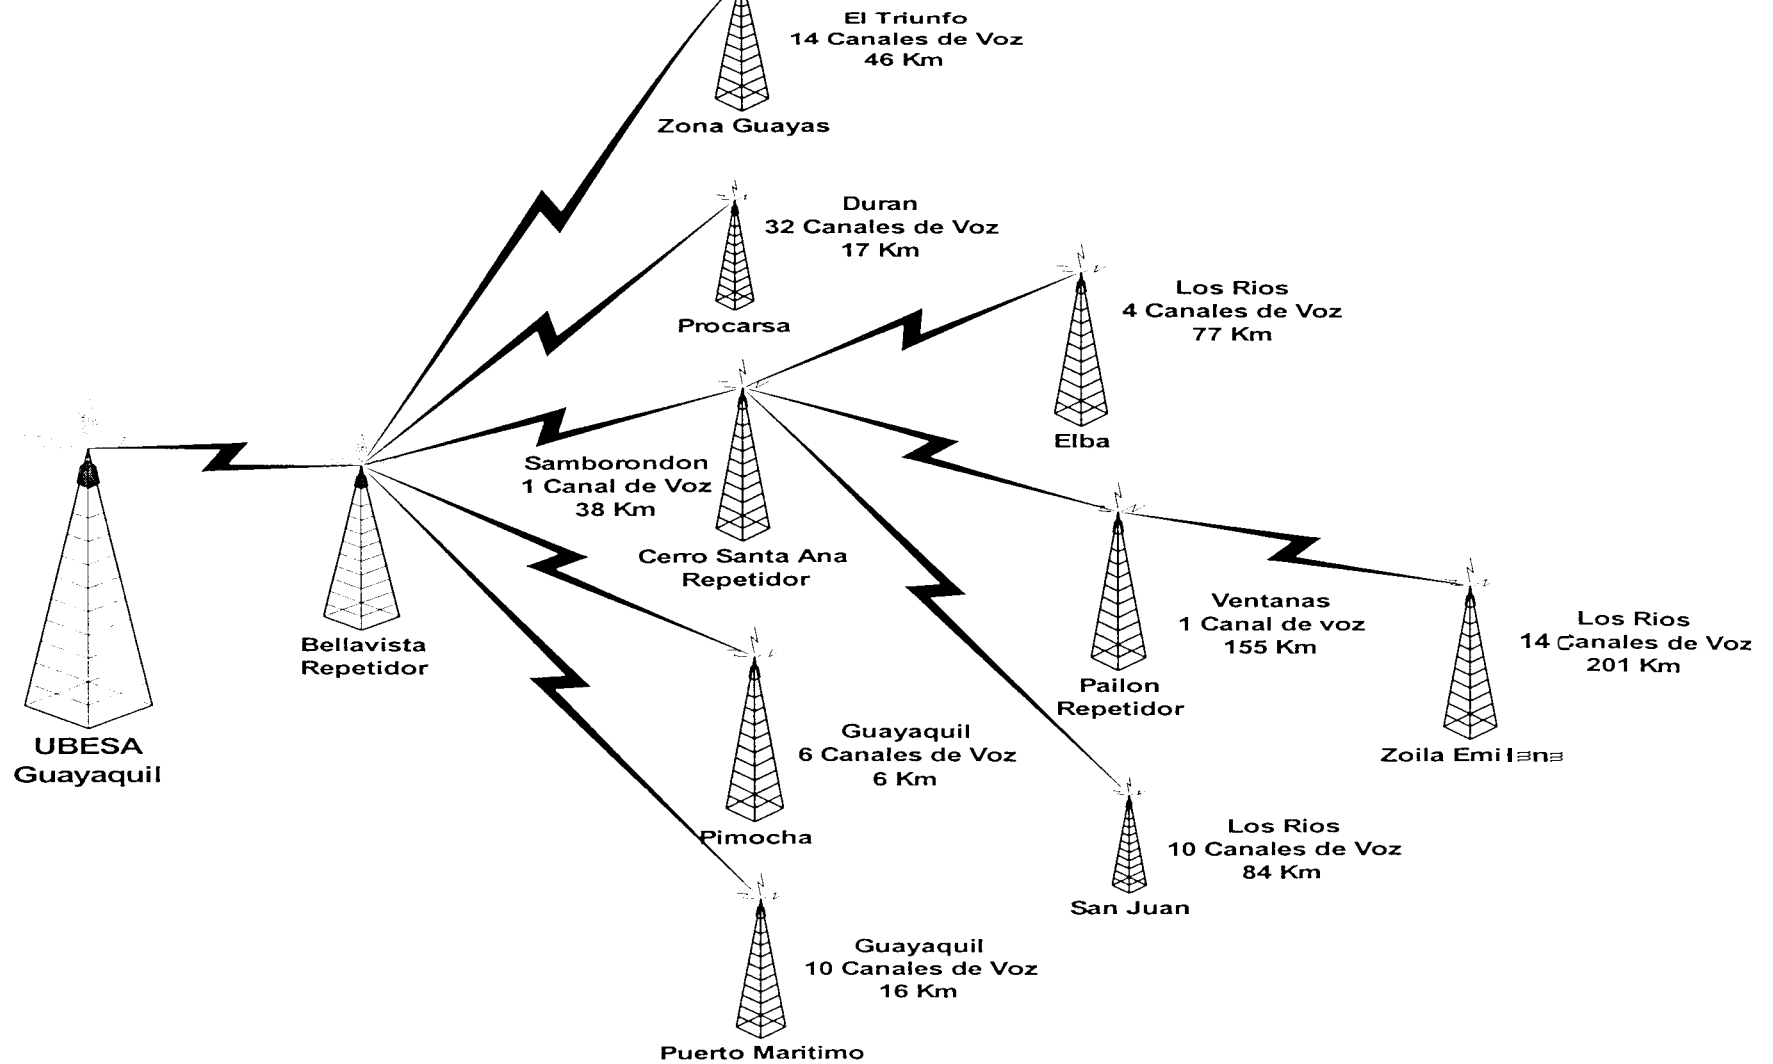 El Triunfo
14 Canales de Voz
46 Km
Zona Guayas
Duran
32 Canales de Voz
17 Km
Procarsa
Los Rios
4 Canales de Voz
77 Km
Elba
Samborondon
1 Canal de Voz
38 Km
Cerro Santa Ana
Repetidor
Bellavista
Repetidor
UBESA
Guayaquil
Ventanas
1 Canal de voz
155 Km
Pailon
Repetidor
Los Rios
14 Canales de Voz
201 Km
Zoila Emilana
Guayaquil
6 Canales de Voz
6 Km
Pimocha
Los Rios
10 Canales de Voz
84 Km
San Juan
Guayaquil
10 Canales de Voz
16 Km
Puerto Maritimo